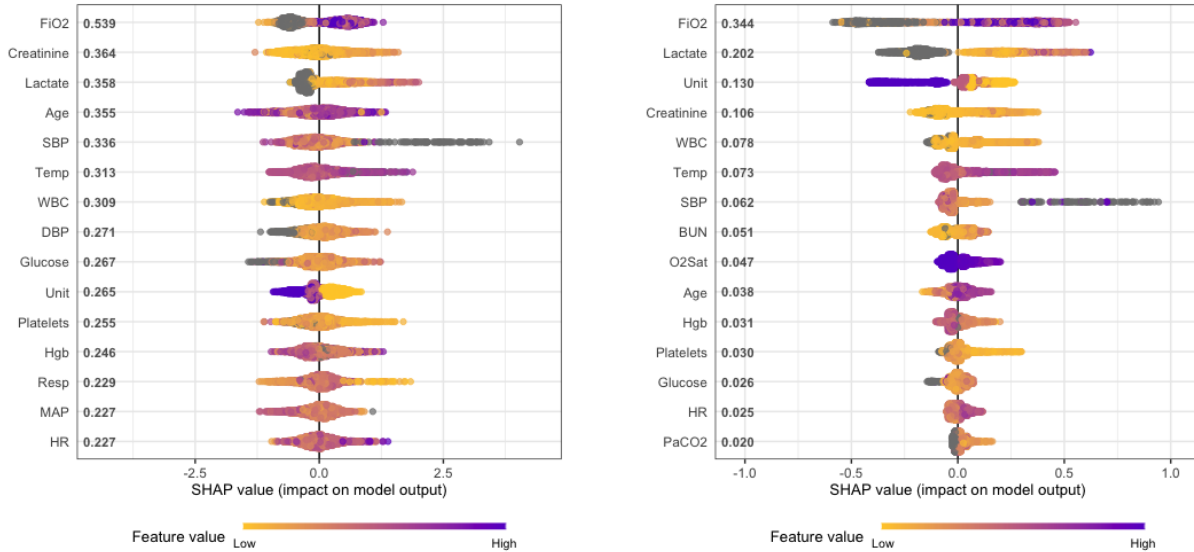 FiO2 0.539
Creatinine 0.364
Lactate 0.358
Age 0.355
SBP 0.336
Temp 0.313
WBC 0.309
DBP 0.271
Glucose 0.267
Unit 0.265
Platelets 0.255
Hgb 0.246
Resp 0.229
MAP 0.227
HR 0.227
-2.5 0.0 2.5
SHAP value (impact on model output)
Feature value
Low High
FiO2 0.344
Lactate 0.202
Unit 0.130
Creatinine 0.106
WBC 0.078
Temp 0.073
SBP 0.062
BUN 0.051
O2Sat 0.047
Age 0.038
Hgb 0.031
Platelets 0.030
Glucose 0.026
HR 0.025
PaCO2 0.020
-1.0 -0.5 0.0 0.5 1.0
SHAP value (impact on model output)
Feature value
Low High